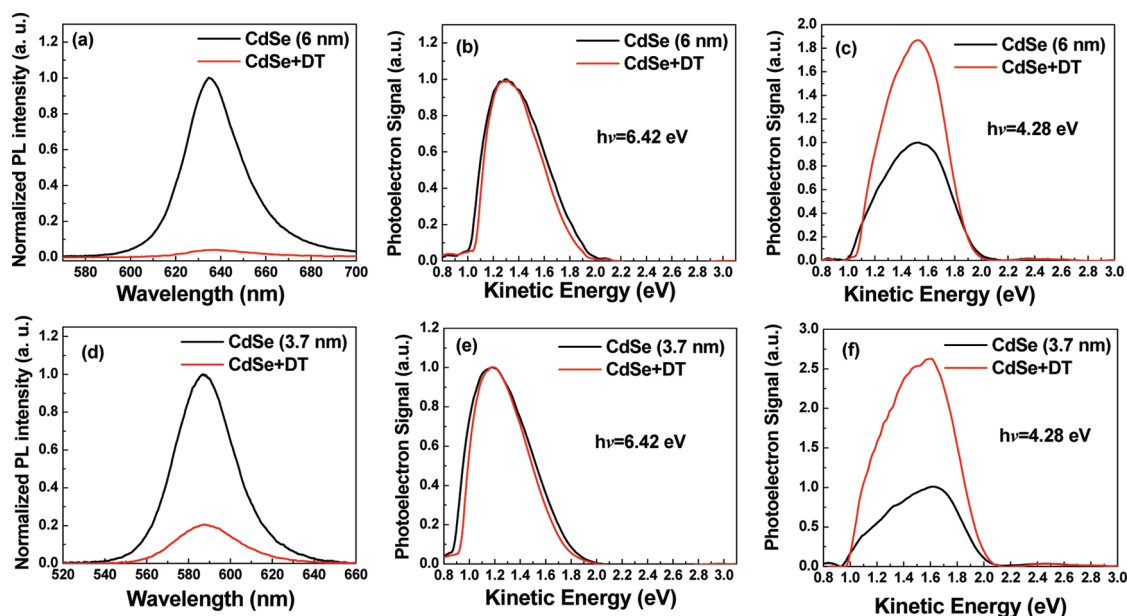 (a)
CdSe (6 nm)
CdSe+DT
Normalized PL intensity (a. u.)
1.2
1.0
0.8
0.6
0.4
0.2
0.0
580 600 620 640 660 680 700
Wavelength (nm)
(b)
CdSe (6 nm)
CdSe+DT
hν=6.42 eV
Photoelectron Signal (a.u.)
1.2
1.0
0.8
0.6
0.4
0.2
0.0
0.8 1.0 1.2 1.4 1.6 1.8 2.0 2.2 2.4 2.6 2.8 3.0
Kinetic Energy (eV)
(c)
CdSe (6 nm)
CdSe+DT
hν=4.28 eV
Photoelectron Signal (a.u.)
2.0
1.8
1.6
1.4
1.2
1.0
0.8
0.6
0.4
0.2
0.0
0.8 1.0 1.2 1.4 1.6 1.8 2.0 2.2 2.4 2.6 2.8 3.0
Kinetic Energy (eV)
(d)
CdSe (3.7 nm)
CdSe+DT
Normalized PL intensity (a. u.)
1.2
1.0
0.8
0.6
0.4
0.2
0.0
520 540 560 580 600 620 640 660
Wavelength (nm)
(e)
CdSe (3.7 nm)
CdSe+DT
hν=6.42 eV
Photoelectron Signal (a.u.)
1.2
1.0
0.8
0.6
0.4
0.2
0.0
0.8 1.0 1.2 1.4 1.6 1.8 2.0 2.2 2.4 2.6 2.8 3.0
Kinetic Energy (eV)
(f)
CdSe (3.7 nm)
CdSe+DT
hν=4.28 eV
Photoelectron Signal (a.u.)
3.0
2.5
2.0
1.5
1.0
0.5
0.0
0.8 1.0 1.2 1.4 1.6 1.8 2.0 2.2 2.4 2.6 2.8 3.0
Kinetic Energy (eV)